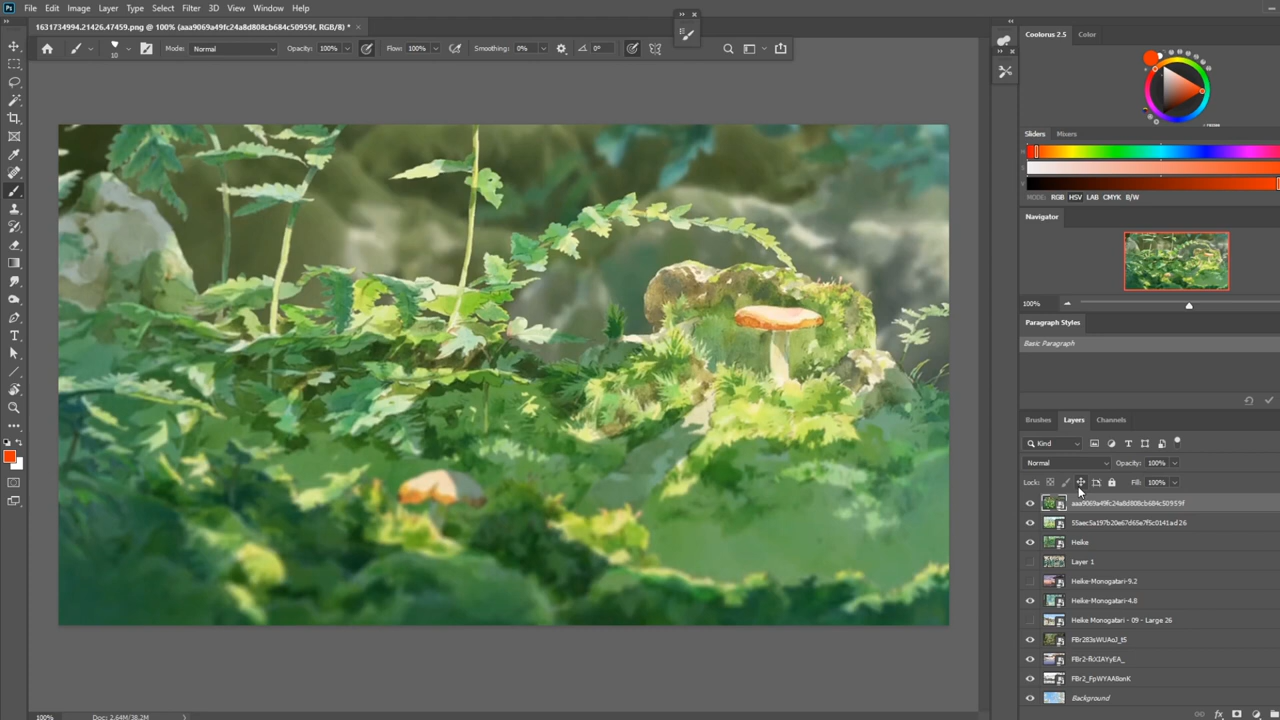 Ps File Edit Image Layer Type Select Filter 3D View Window Help
1631734994.21426.47459.png @ 100% (aaa9069a49fc24a8d808cb684c50959f, RGB/8) * ×
10 Mode: Normal Opacity: 100% Flow: 100% Smoothing: 0% 0°
Coolorus 2.5 Color
Sliders Mixers
MODE: RGB HSV LAB CMYK B/W
Navigator
100%
Paragraph Styles
Basic Paragraph
Brushes Layers Channels
Kind
Normal Opacity: 100%
Lock: Fill: 100%
aaa9069a49fc24a8d808cb684c50959f
55aec5a197b20e67d65e7f5c0141ad26
Heike
Layer 1
Heike-Monogatari-9.2
Heike-Monogatari-4.8
Heike Monogatari - 09 - Large 26
FBr283sWUAoJ_t5
FBr2-fkXIAYyEA_
FBr2_FpWYAA8onK
Background
100% Doc: 2.64M/38.2M